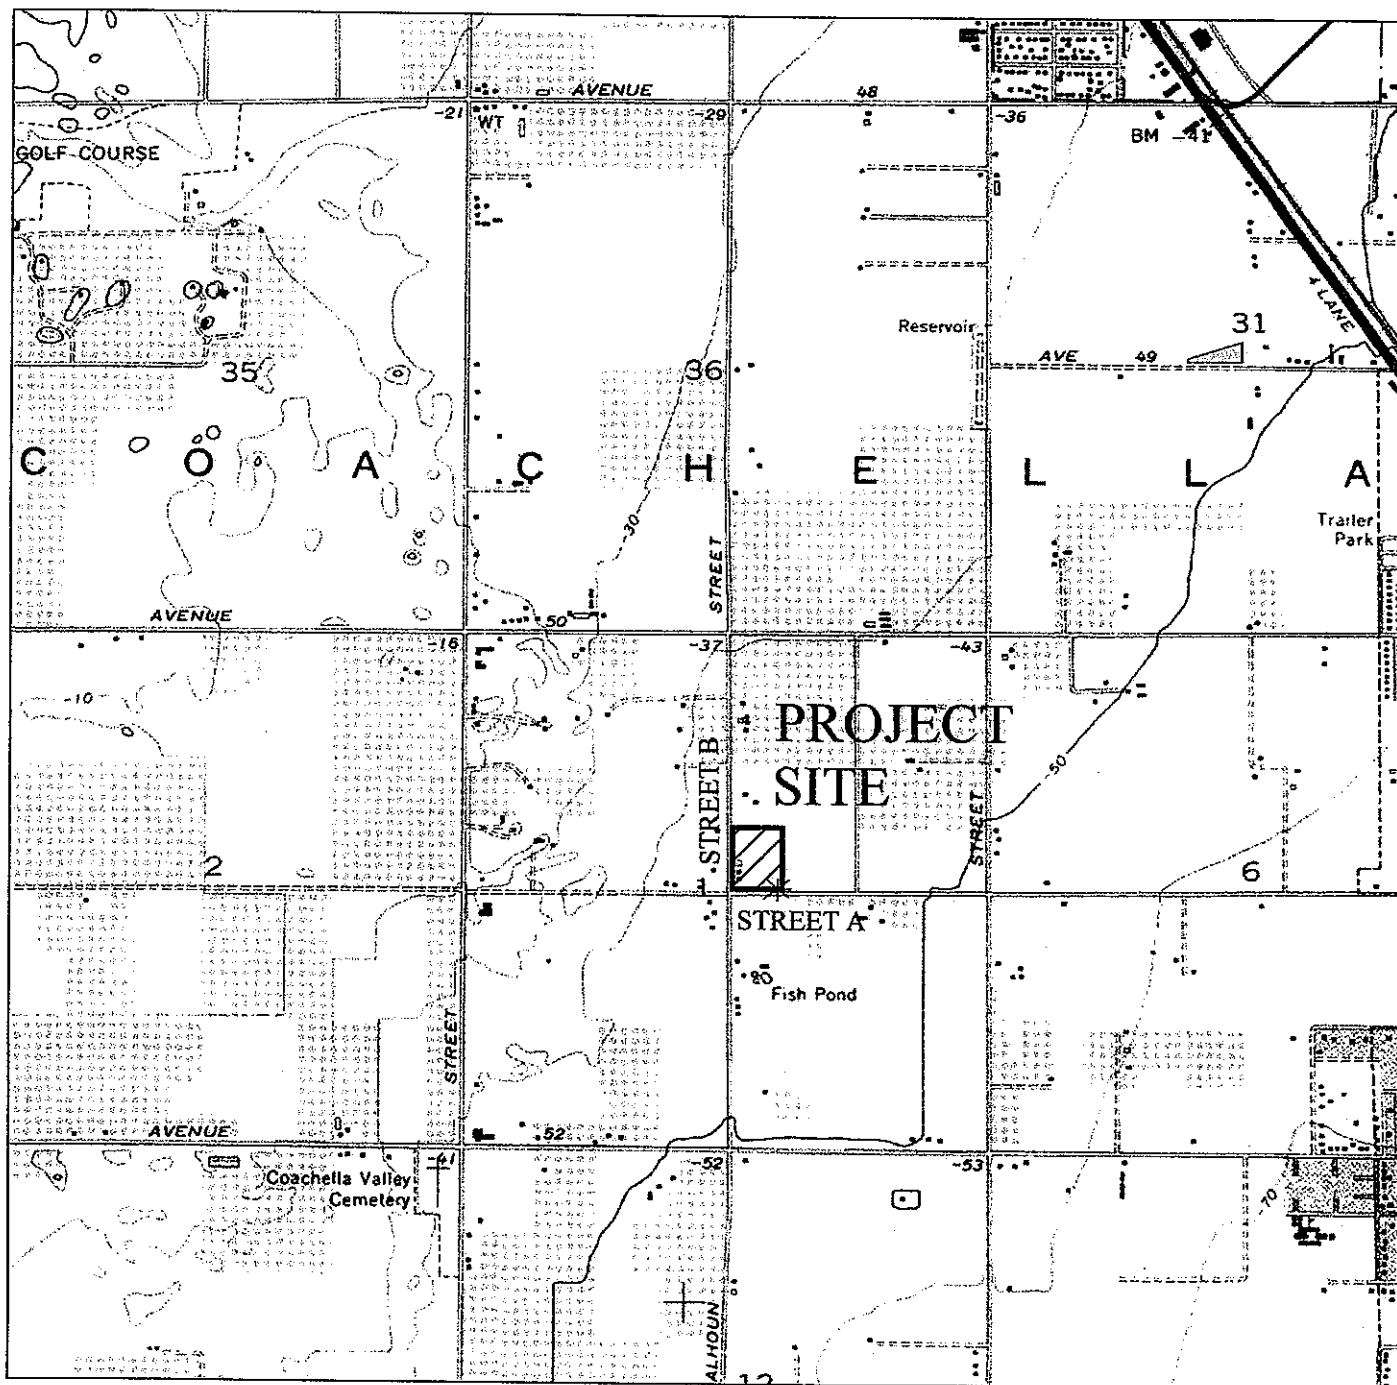 AVENUE
48
-21
WT
-29
-36
BM -41
GOLF COURSE
Reservoir
31
4 LANE
AVE 49
35
36
C O A C H E L L A
-30
Trailer
Park
STREET
AVENUE
50
-16
-37
-43
-10
PROJECT
SITE
STREET B
-50
STREET
2
6
STREET A
Fish Pond
STREET
AVENUE
52
-41
-52
-53
Coachella Valley
Cemetery
-70
ALHOUN
12